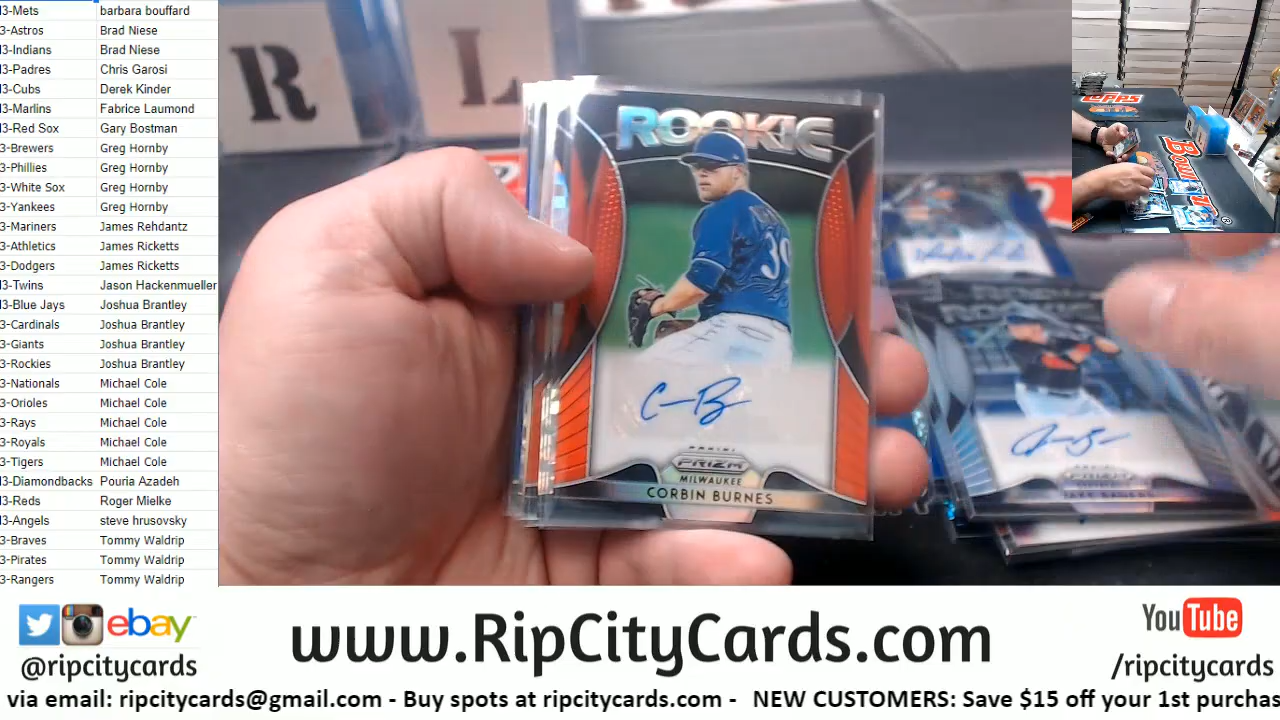 3-Mets barbara bouffard
3-Astros Brad Niese
3-Indians Brad Niese
3-Padres Chris Garosi
3-Cubs Derek Kinder
3-Marlins Fabrice Laumond
3-Red Sox Gary Bostman
3-Brewers Greg Hornby
3-Phillies Greg Hornby
3-White Sox Greg Hornby
3-Yankees Greg Hornby
3-Mariners James Rehdantz
3-Athletics James Ricketts
3-Dodgers James Ricketts
3-Twins Jason Hackenmueller
3-Blue Jays Joshua Brantley
3-Cardinals Joshua Brantley
3-Giants Joshua Brantley
3-Rockies Joshua Brantley
3-Nationals Michael Cole
3-Orioles Michael Cole
3-Rays Michael Cole
3-Royals Michael Cole
3-Tigers Michael Cole
3-Diamondbacks Pouria Azadeh
3-Reds Roger Mielke
3-Angels steve hrusovsky
3-Braves Tommy Waldrip
3-Pirates Tommy Waldrip
3-Rangers Tommy Waldrip
R L
ROOKIE
39
PANINI
PRIZM
MILWAUKEE
CORBIN BURNES
ROOKIE
PRIZM
TOPPS
ebay
@ripcitycards
www.RipCityCards.com
YouTube
/ripcitycards
via email: ripcitycards@gmail.com - Buy spots at ripcitycards.com - NEW CUSTOMERS: Save $15 off your 1st purchas